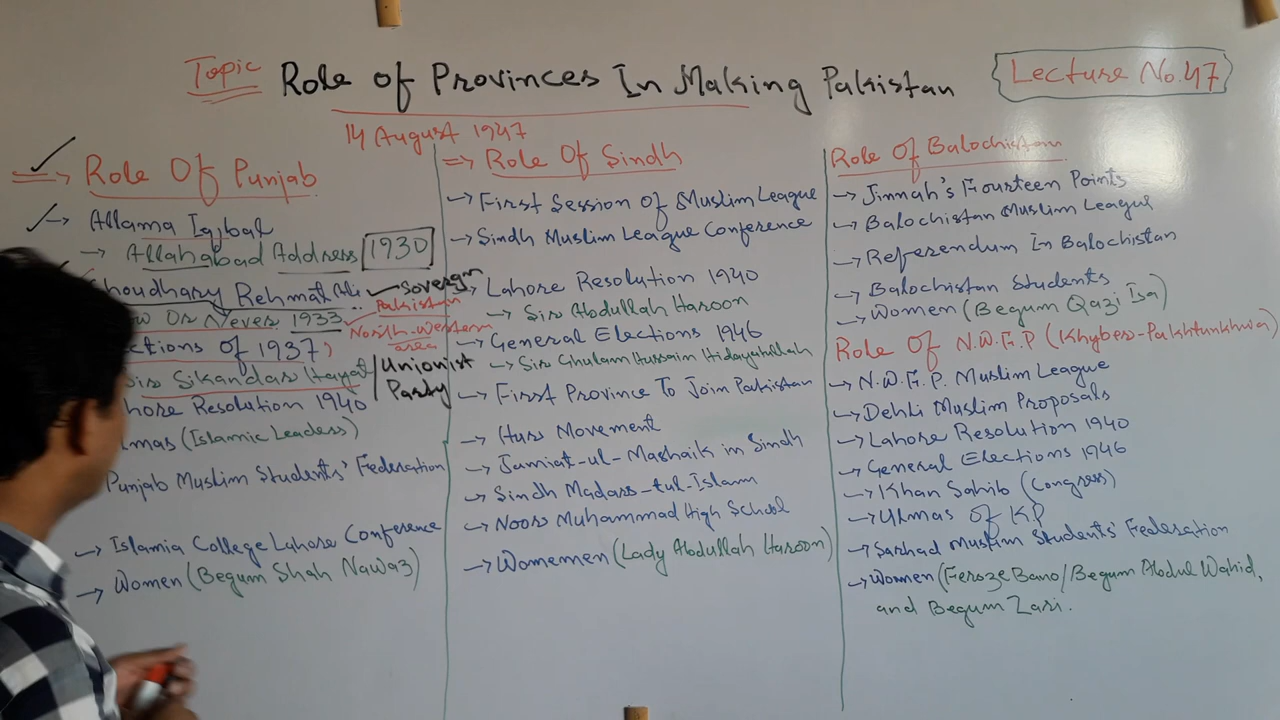 Topic Role of Provinces In Making Pakistan
Lecture No.47
14 August 1947
=> Role Of Punjab
→ Allama Iqbal
→ Allahabad Address 1930
Choudhary Rehmat Ali
Sovereign
Now Or Never 1933
Pakistan
North-Western
area
Elections of 1937)
Sir Sikandar Hayat / Unionist
Party
Lahore Resolution 1940
Ulmas (Islamic Leaders)
Punjab Muslim Students' Federation
→ Islamia College Lahore Conference
→ Women (Begum Shah Nawaz)
=> Role Of Sindh
→ First Session Of Muslim League
→ Sindh Muslim League Conference
→ Lahore Resolution 1940
→ Sir Abdullah Haroon
→ General Elections 1946
→ Sir Ghulam Hussain Hidayatullah
→ First Province To Join Pakistan
→ Hurs Movement
→ Jamiat-ul-Mashaik in Sindh
→ Sindh Madars-tul-Islam
→ Noor Muhammad High School
→ Womemen (Lady Abdullah Haroon)
Role Of Balochistan
→ Jinnah's Fourteen Points
→ Balochistan Muslim League
→ Referendum In Balochistan
→ Balochistan Students
→ Women (Begum Qazi Isa)
Role Of N.W.F.P (Khyber-Pakhtunkhwa)
→ N.W.F.P. Muslim League
→ Dehli Muslim Proposals
→ Lahore Resolution 1940
→ General Elections 1946
→ Khan Sahib (Congress)
→ Ulmas Of K.P
→ Sarhad Muslim Students' Federation
→ Women (Feroze Bano/Begum Abdul Wahid,
and Begum Zari.